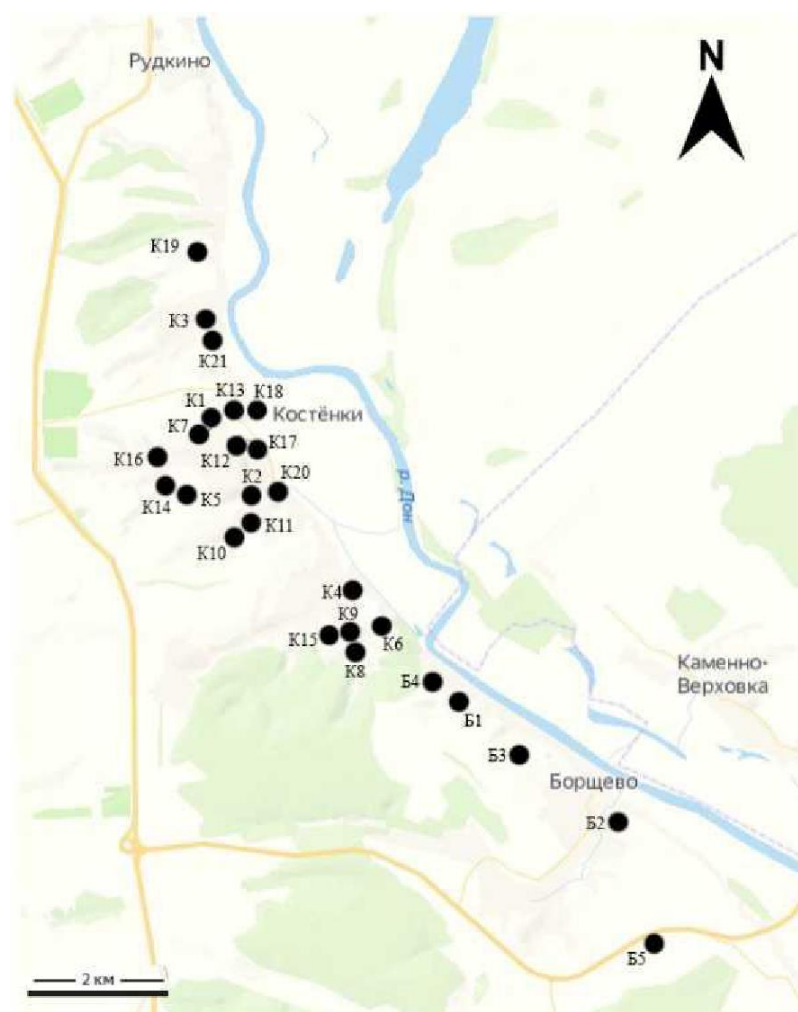 Рудкино
N
К19
К3
К21
К13
К18
К1
Костёнки
К7
К12
К17
К16
К2
К20
К14
К5
р. Дон
К11
К10
К4
К9
К15
К6
К8
Каменно-
Верховка
Б4
Б1
Б3
Борщево
Б2
Б5
2 км